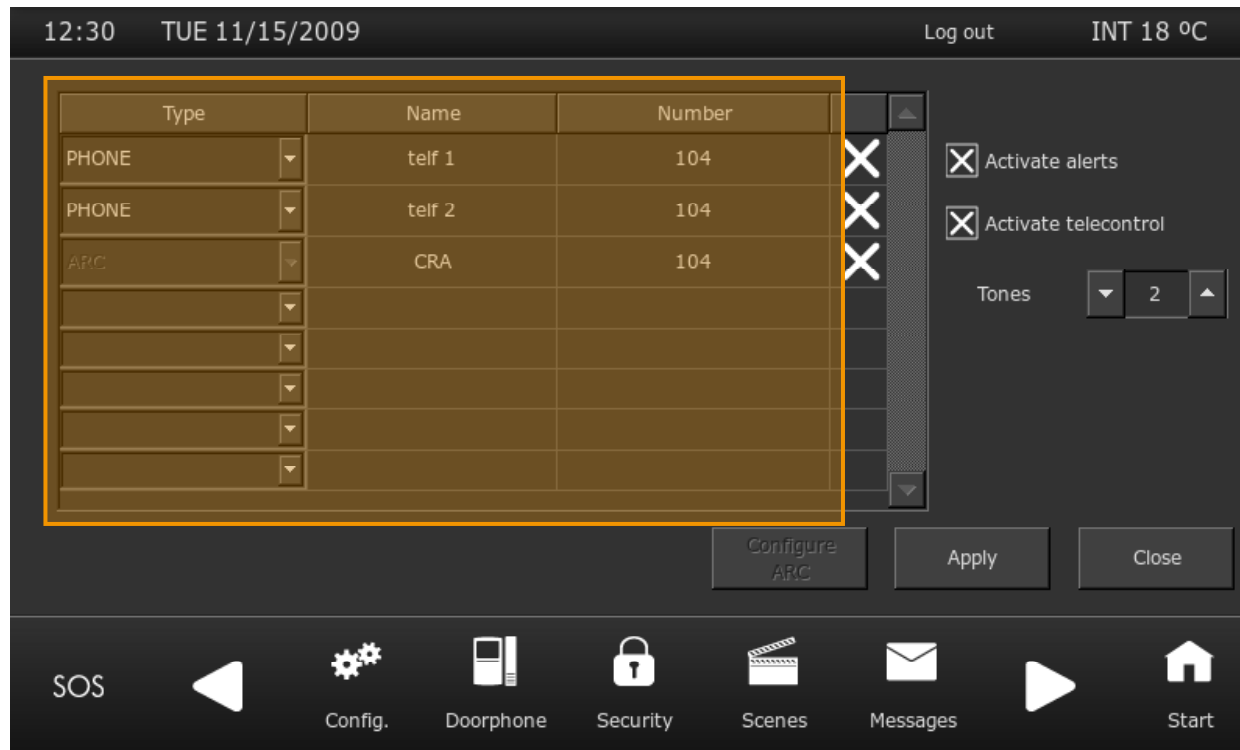 12:30 TUE 11/15/2009 Log out INT 18 ºC
Type Name Number
PHONE telf 1 104
Activate alerts
PHONE telf 2 104
Activate telecontrol
ARC CRA 104
Tones 2
Configure
ARC
Apply Close
SOS
Config. Doorphone Security Scenes Messages Start